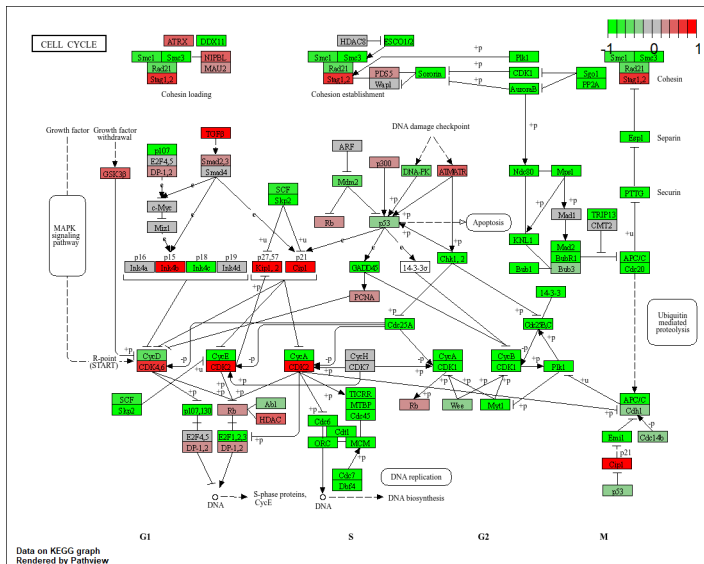 CELL CYCLE
ATRX
DDX11
Smc1 Smc3
NIPBL
Rad21
MAU2
Stag1,2
Cohesin loading
HDAC8
ESCO1/2
+p
Smc1 Smc3
Rad21
PDS5
Stag1,2
Wapl
Sororin
Cohesion establishment
+p
+p
Plk1
CDK1
AuroraB
Sgo1
PP2A
-1 0 1
Smc1 Smc3
Rad21
Stag1,2
Cohesin
Growth factor
Growth factor
withdrawal
GSK3β
MAPK
signaling
pathway
p107
E2F4,5
DP-1,2
c-Myc
Miz1
TGFβ
Smad2,3
Smad4
SCF
Skp2
+u
ARF
Mdm2
Rb
p300
DNA damage checkpoint
DNA-PK
ATM/ATR
+p
p53
Apoptosis
+p
Ndc80
Mps1
+p
KNL1
Mad1
Mad2
BubR1
Bub1
Bub3
Esp1
Separin
PTTG
Securin
TRIP13
CMT2
APC/C
Cdc20
p16
Ink4a
p15
Ink4b
p18
Ink4c
p19
Ink4d
p27,57
Kip1, 2
p21
Cip1
GADD45
14-3-3σ
Chk1, 2
PCNA
+p
+p
14-3-3
Cdc25A
Cdc25B,C
Ubiquitin
mediated
proteolysis
R-point
(START)
CycD
CDK4,6
CycE
CDK2
CycA
CDK2
CycH
CDK7
CycA
CDK1
CycB
CDK1
Plk1
+p
-p
SCF
Skp2
+u
p107,130
Rb
Abl
HDAC
E2F4,5
DP-1,2
E2F1,2,3
DP-1,2
+p
TICRR
MTBP
Cdc6
Cdc45
Cdt1
ORC
MCM
Cdc7
Dbf4
+p
Rb
Wee
Myt1
+p
+u
APC/C
Cdh1
-p
Emi1
Cdc14b
p21
Cip1
p53
DNA
S-phase proteins,
CycE
DNA
DNA biosynthesis
DNA replication
G1
S
G2
M
Data on KEGG graph
Rendered by Pathview